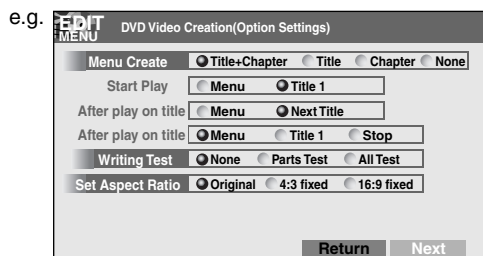 e.g.
EDIT MENU DVD Video Creation(Option Settings)
Menu Create Title+Chapter Title Chapter None
Start Play Menu Title 1
After play on title Menu Next Title
After play on title Menu Title 1 Stop
Writing Test None Parts Test All Test
Set Aspect Ratio Original 4:3 fixed 16:9 fixed
Return Next